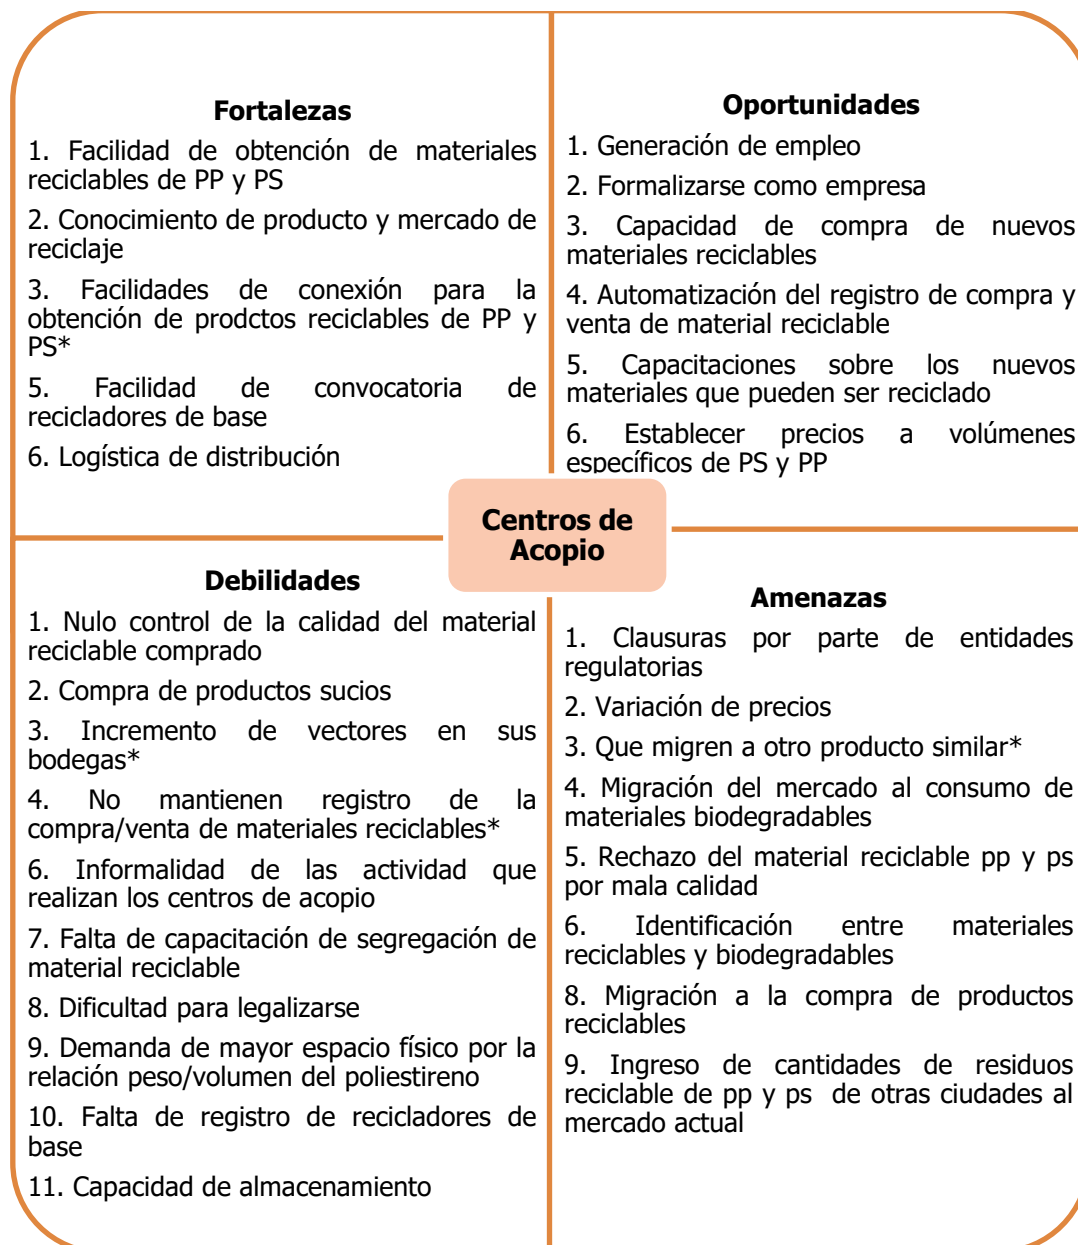 Fortalezas
1. Facilidad de obtención de materiales
reciclables de PP y PS
2. Conocimiento de producto y mercado de
reciclaje
3. Facilidades de conexión para la
obtención de prodctos reciclables de PP y
PS*
5. Facilidad de convocatoria de
recicladores de base
6. Logística de distribución
Oportunidades
1. Generación de empleo
2. Formalizarse como empresa
3. Capacidad de compra de nuevos
materiales reciclables
4. Automatización del registro de compra y
venta de material reciclable
5. Capacitaciones sobre los nuevos
materiales que pueden ser reciclado
6. Establecer precios a volúmenes
específicos de PS y PP
Centros de
Acopio
Debilidades
1. Nulo control de la calidad del material
reciclable comprado
2. Compra de productos sucios
3. Incremento de vectores en sus
bodegas*
4. No mantienen registro de la
compra/venta de materiales reciclables*
6. Informalidad de las actividad que
realizan los centros de acopio
7. Falta de capacitación de segregación de
material reciclable
8. Dificultad para legalizarse
9. Demanda de mayor espacio físico por la
relación peso/volumen del poliestireno
10. Falta de registro de recicladores de
base
11. Capacidad de almacenamiento
Amenazas
1. Clausuras por parte de entidades
regulatorias
2. Variación de precios
3. Que migren a otro producto similar*
4. Migración del mercado al consumo de
materiales biodegradables
5. Rechazo del material reciclable pp y ps
por mala calidad
6. Identificación entre materiales
reciclables y biodegradables
8. Migración a la compra de productos
reciclables
9. Ingreso de cantidades de residuos
reciclable de pp y ps de otras ciudades al
mercado actual